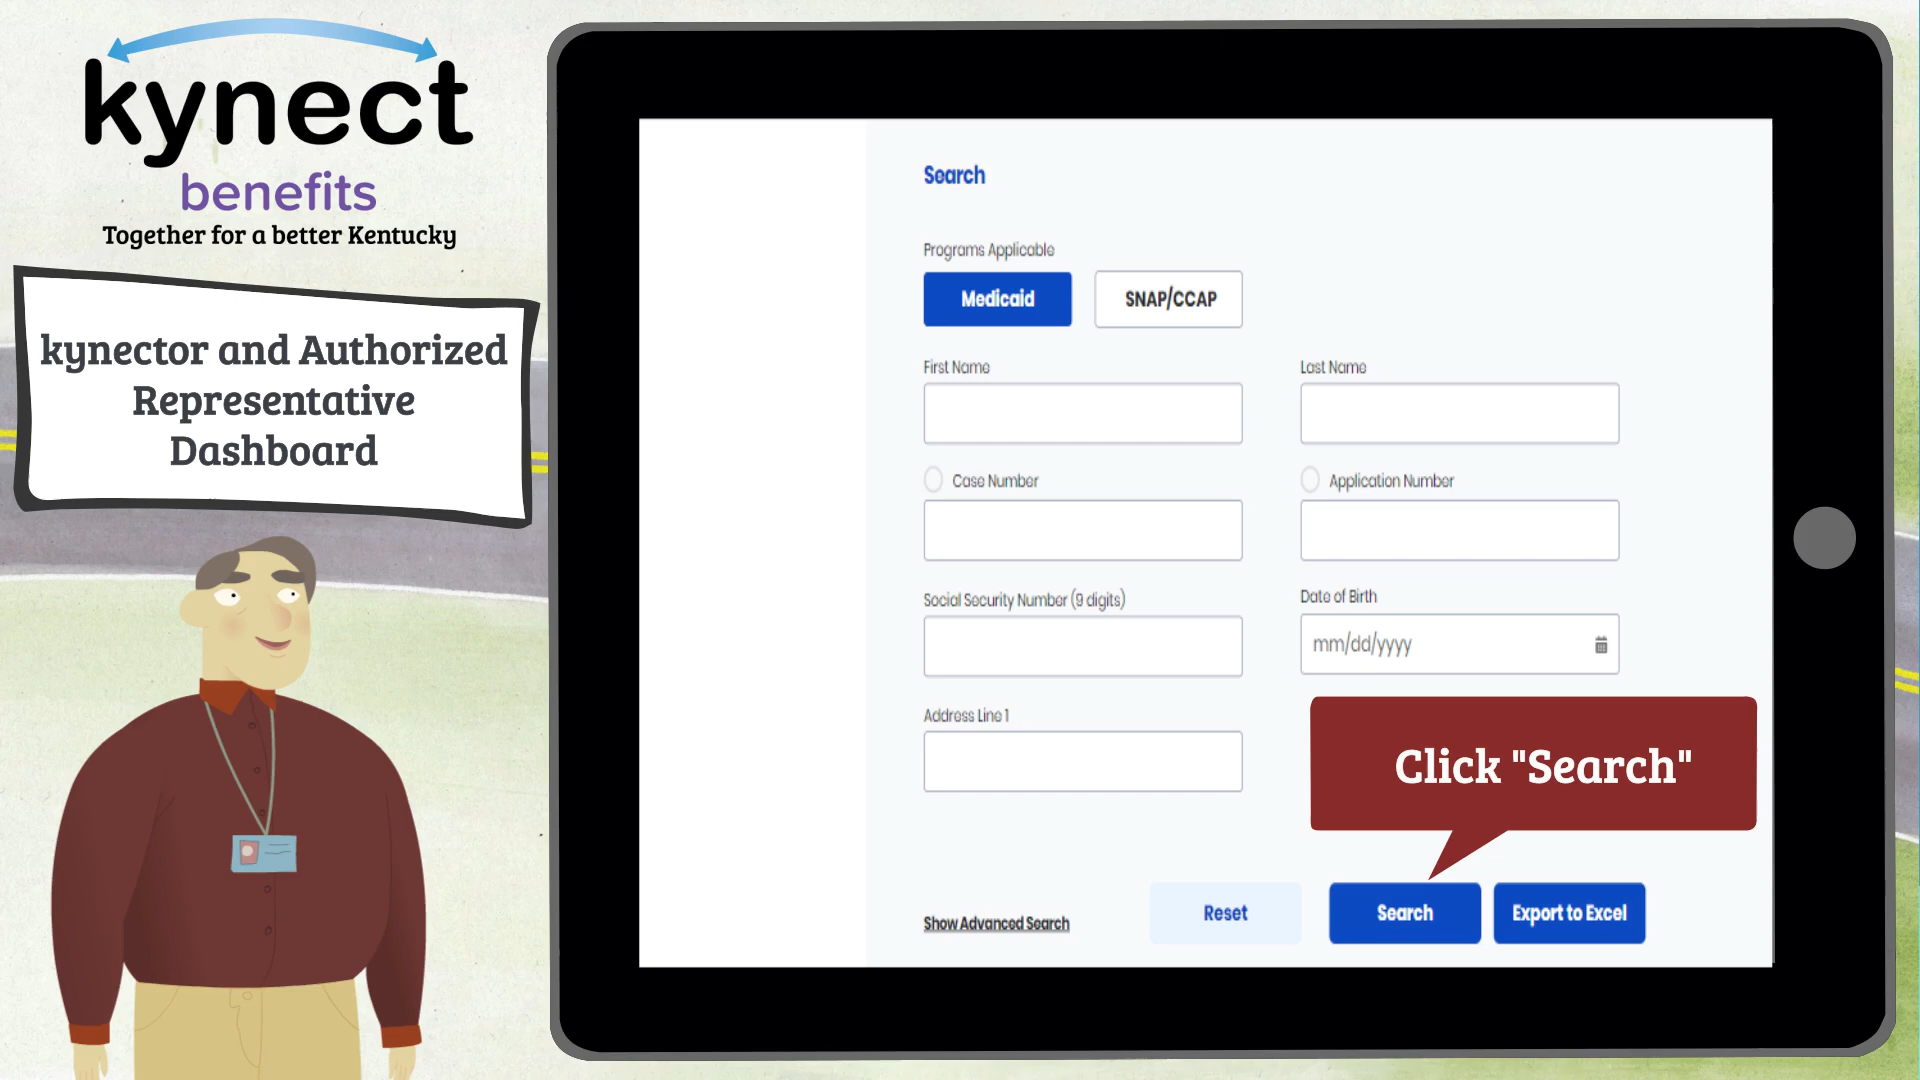 kynect
benefits
Together for a better Kentucky
kynector and Authorized
Representative
Dashboard
Search
Programs Applicable
Medicaid
SNAP/CCAP
First Name
Last Name
Case Number
Application Number
Social Security Number (9 digits)
Date of Birth
mm/dd/yyyy
Address Line 1
Click "Search"
Show Advanced Search
Reset
Search
Export to Excel